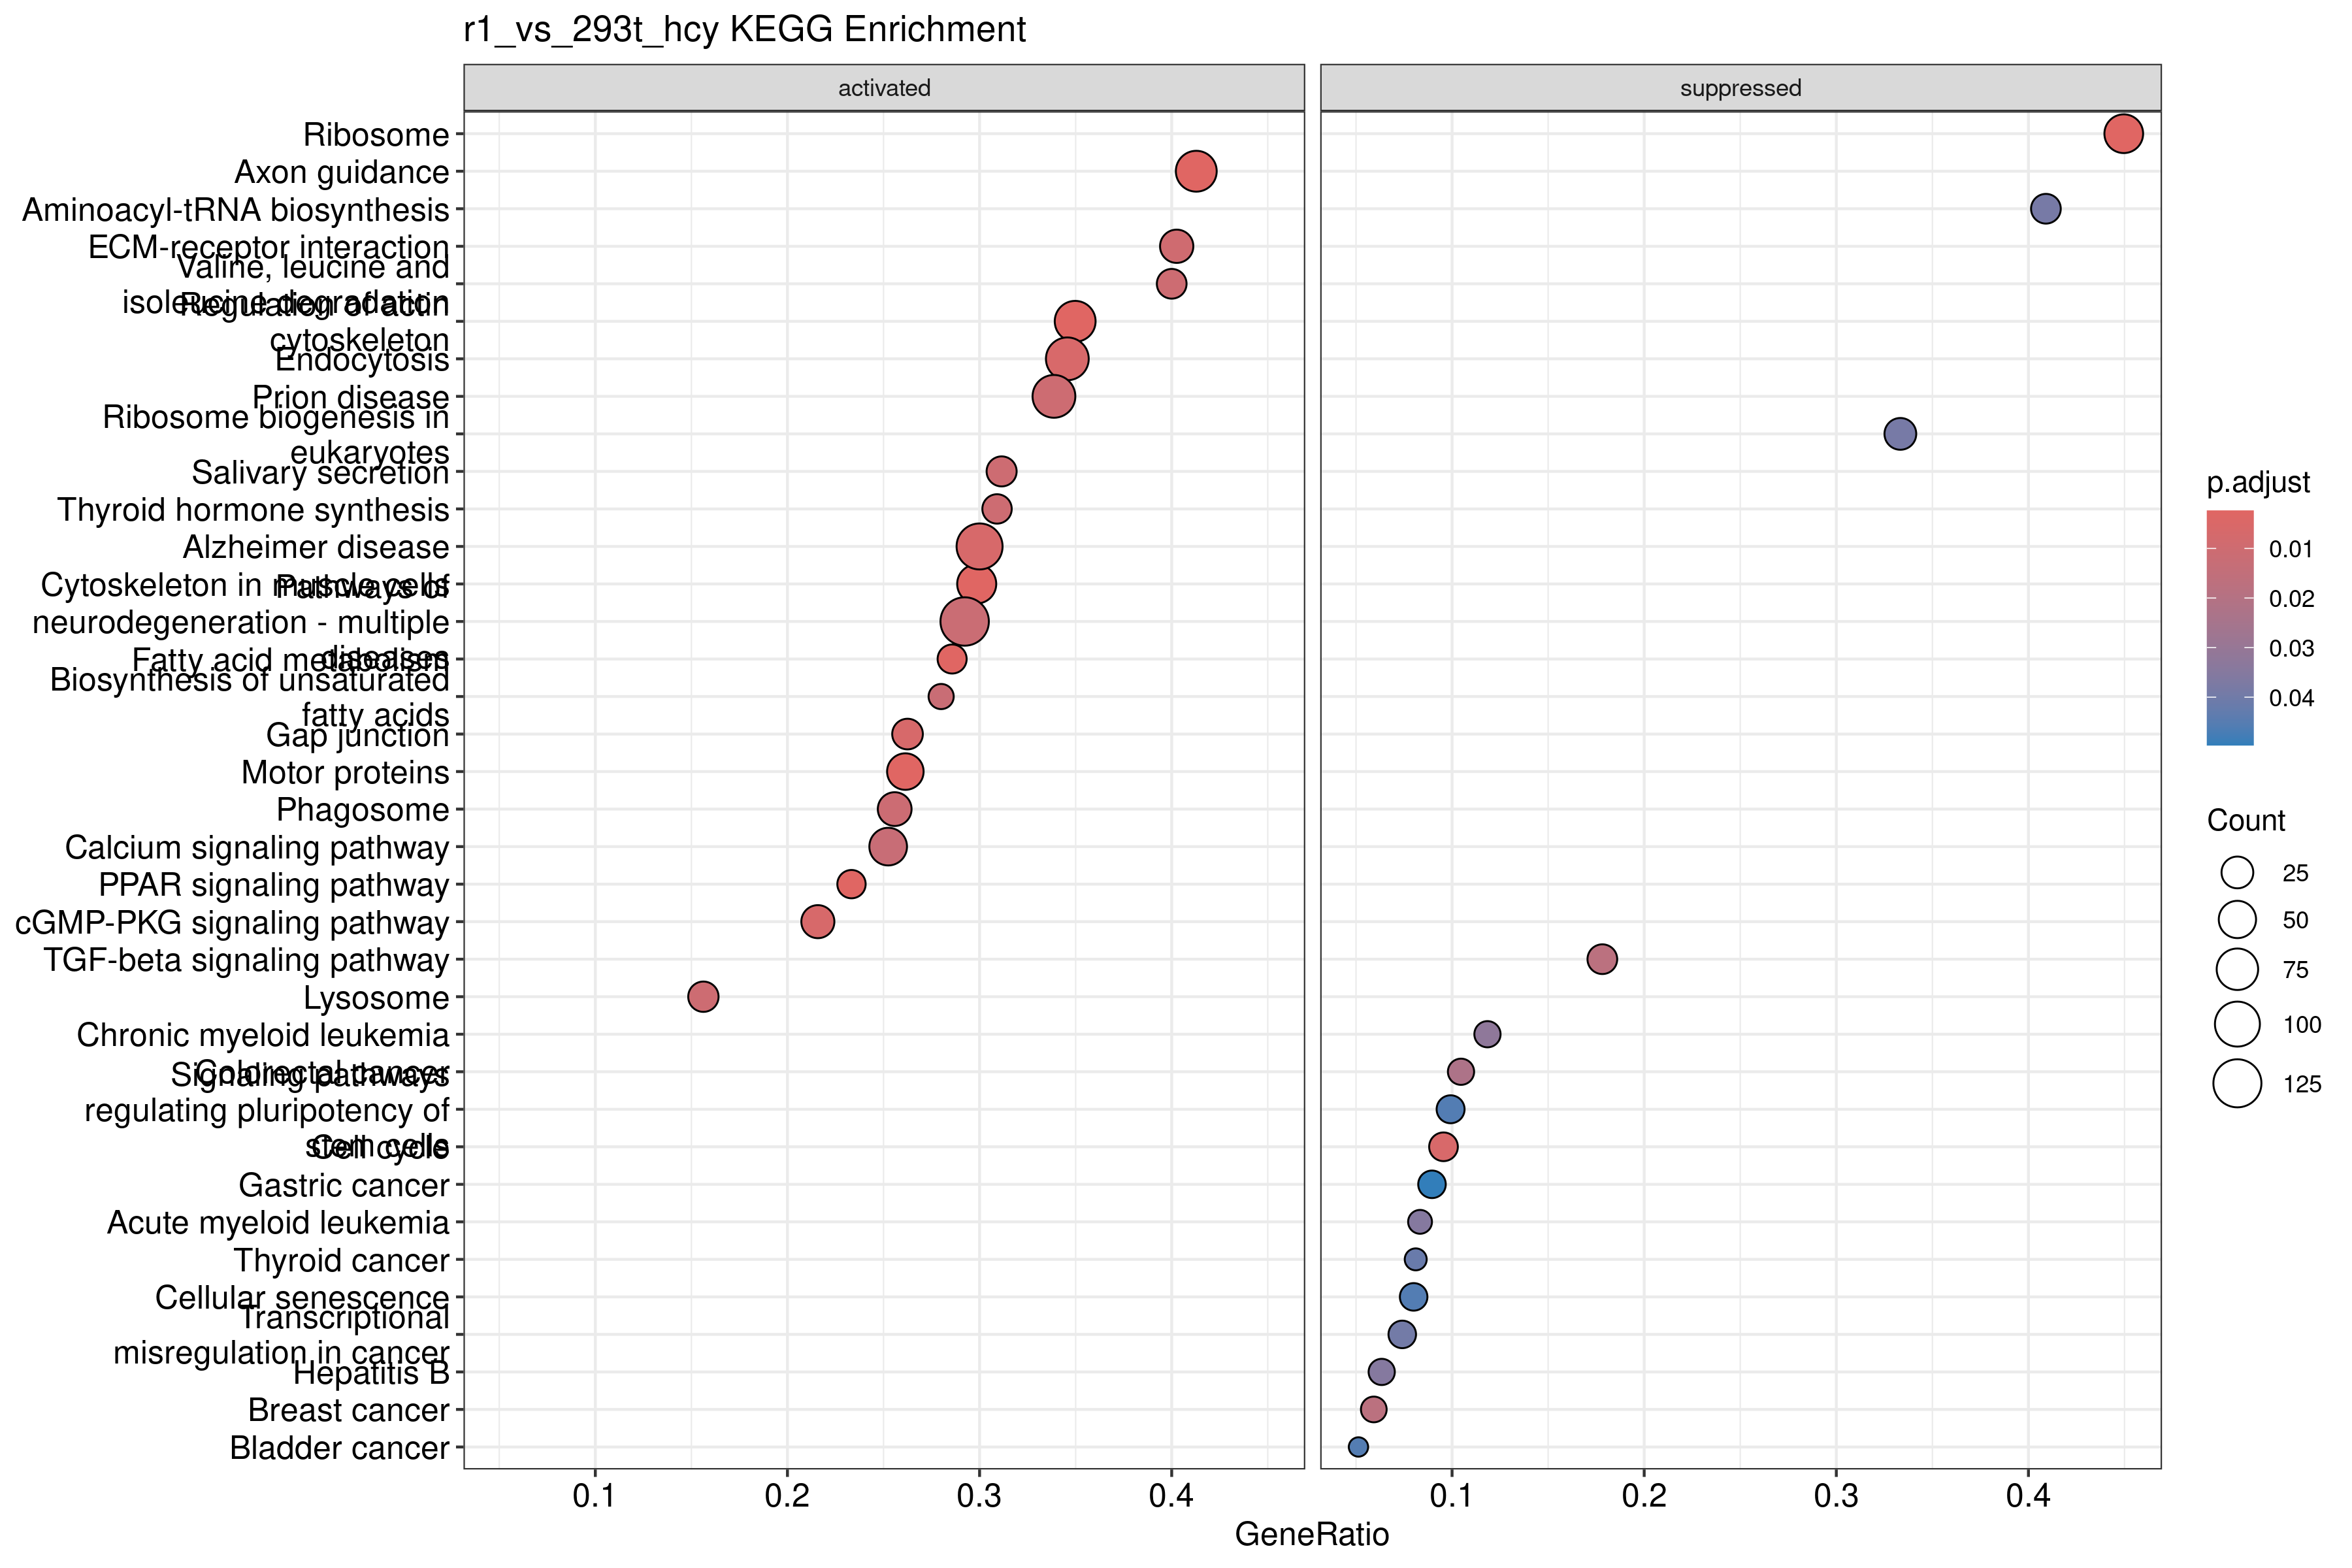 r1_vs_293t_hcy KEGG Enrichment
activated
suppressed
Ribosome
Axon guidance
Aminoacyl-tRNA biosynthesis
ECM-receptor interaction
Valine, leucine and
isoleucine degradation
Regulation of actin
cytoskeleton
Endocytosis
Prion disease
Ribosome biogenesis in
eukaryotes
Salivary secretion
Thyroid hormone synthesis
Alzheimer disease
Cytoskeleton in muscle cells
Pathways of
neurodegeneration - multiple
diseases
Fatty acid metabolism
Biosynthesis of unsaturated
fatty acids
Gap junction
Motor proteins
Phagosome
Calcium signaling pathway
PPAR signaling pathway
cGMP-PKG signaling pathway
TGF-beta signaling pathway
Lysosome
Chronic myeloid leukemia
Colorectal cancer
Signaling pathways
regulating pluripotency of
stem cells
Cell cycle
Gastric cancer
Acute myeloid leukemia
Thyroid cancer
Cellular senescence
Transcriptional
misregulation in cancer
Hepatitis B
Breast cancer
Bladder cancer
0.1 0.2 0.3 0.4
0.1 0.2 0.3 0.4
GeneRatio
p.adjust
0.01
0.02
0.03
0.04
Count
25
50
75
100
125